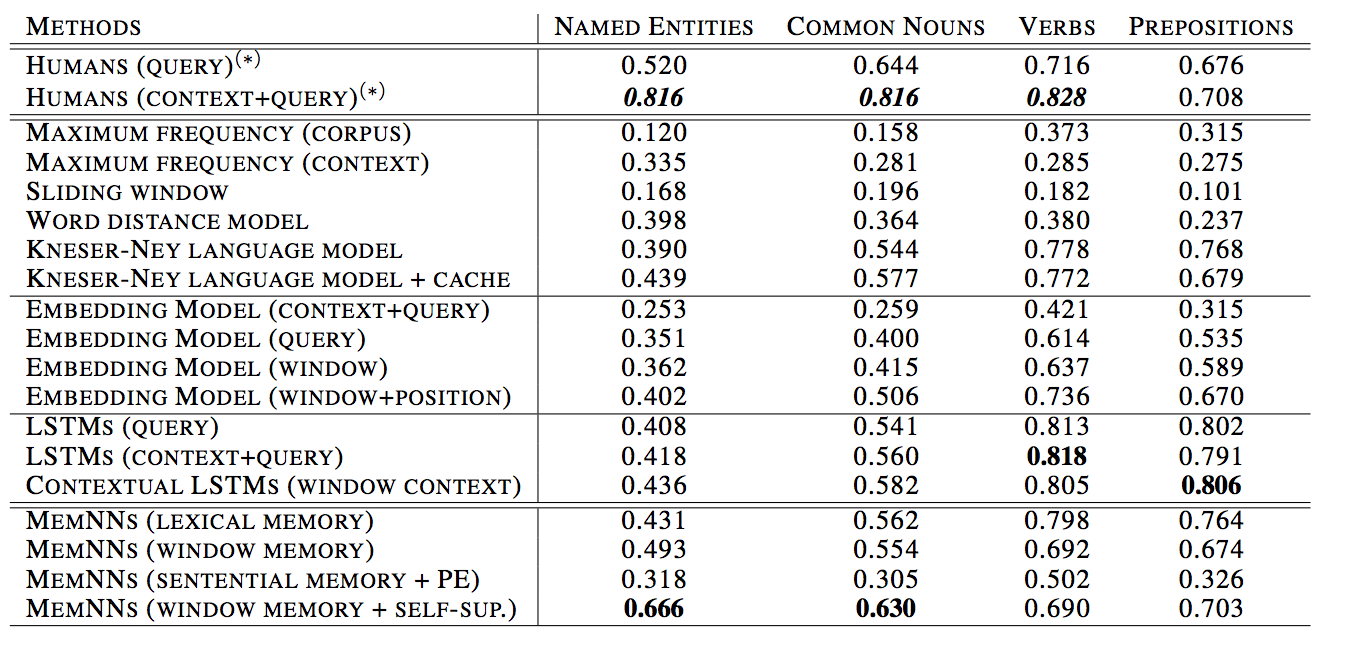 METHODS NAMED ENTITIES COMMON NOUNS VERBS PREPOSITIONS
HUMANS (QUERY)(*) 0.520 0.644 0.716 0.676
HUMANS (CONTEXT+QUERY)(*) 0.816 0.816 0.828 0.708
MAXIMUM FREQUENCY (CORPUS) 0.120 0.158 0.373 0.315
MAXIMUM FREQUENCY (CONTEXT) 0.335 0.281 0.285 0.275
SLIDING WINDOW 0.168 0.196 0.182 0.101
WORD DISTANCE MODEL 0.398 0.364 0.380 0.237
KNESER-NEY LANGUAGE MODEL 0.390 0.544 0.778 0.768
KNESER-NEY LANGUAGE MODEL + CACHE 0.439 0.577 0.772 0.679
EMBEDDING MODEL (CONTEXT+QUERY) 0.253 0.259 0.421 0.315
EMBEDDING MODEL (QUERY) 0.351 0.400 0.614 0.535
EMBEDDING MODEL (WINDOW) 0.362 0.415 0.637 0.589
EMBEDDING MODEL (WINDOW+POSITION) 0.402 0.506 0.736 0.670
LSTMS (QUERY) 0.408 0.541 0.813 0.802
LSTMS (CONTEXT+QUERY) 0.418 0.560 0.818 0.791
CONTEXTUAL LSTMS (WINDOW CONTEXT) 0.436 0.582 0.805 0.806
MEMNNS (LEXICAL MEMORY) 0.431 0.562 0.798 0.764
MEMNNS (WINDOW MEMORY) 0.493 0.554 0.692 0.674
MEMNNS (SENTENTIAL MEMORY + PE) 0.318 0.305 0.502 0.326
MEMNNS (WINDOW MEMORY + SELF-SUP.) 0.666 0.630 0.690 0.703